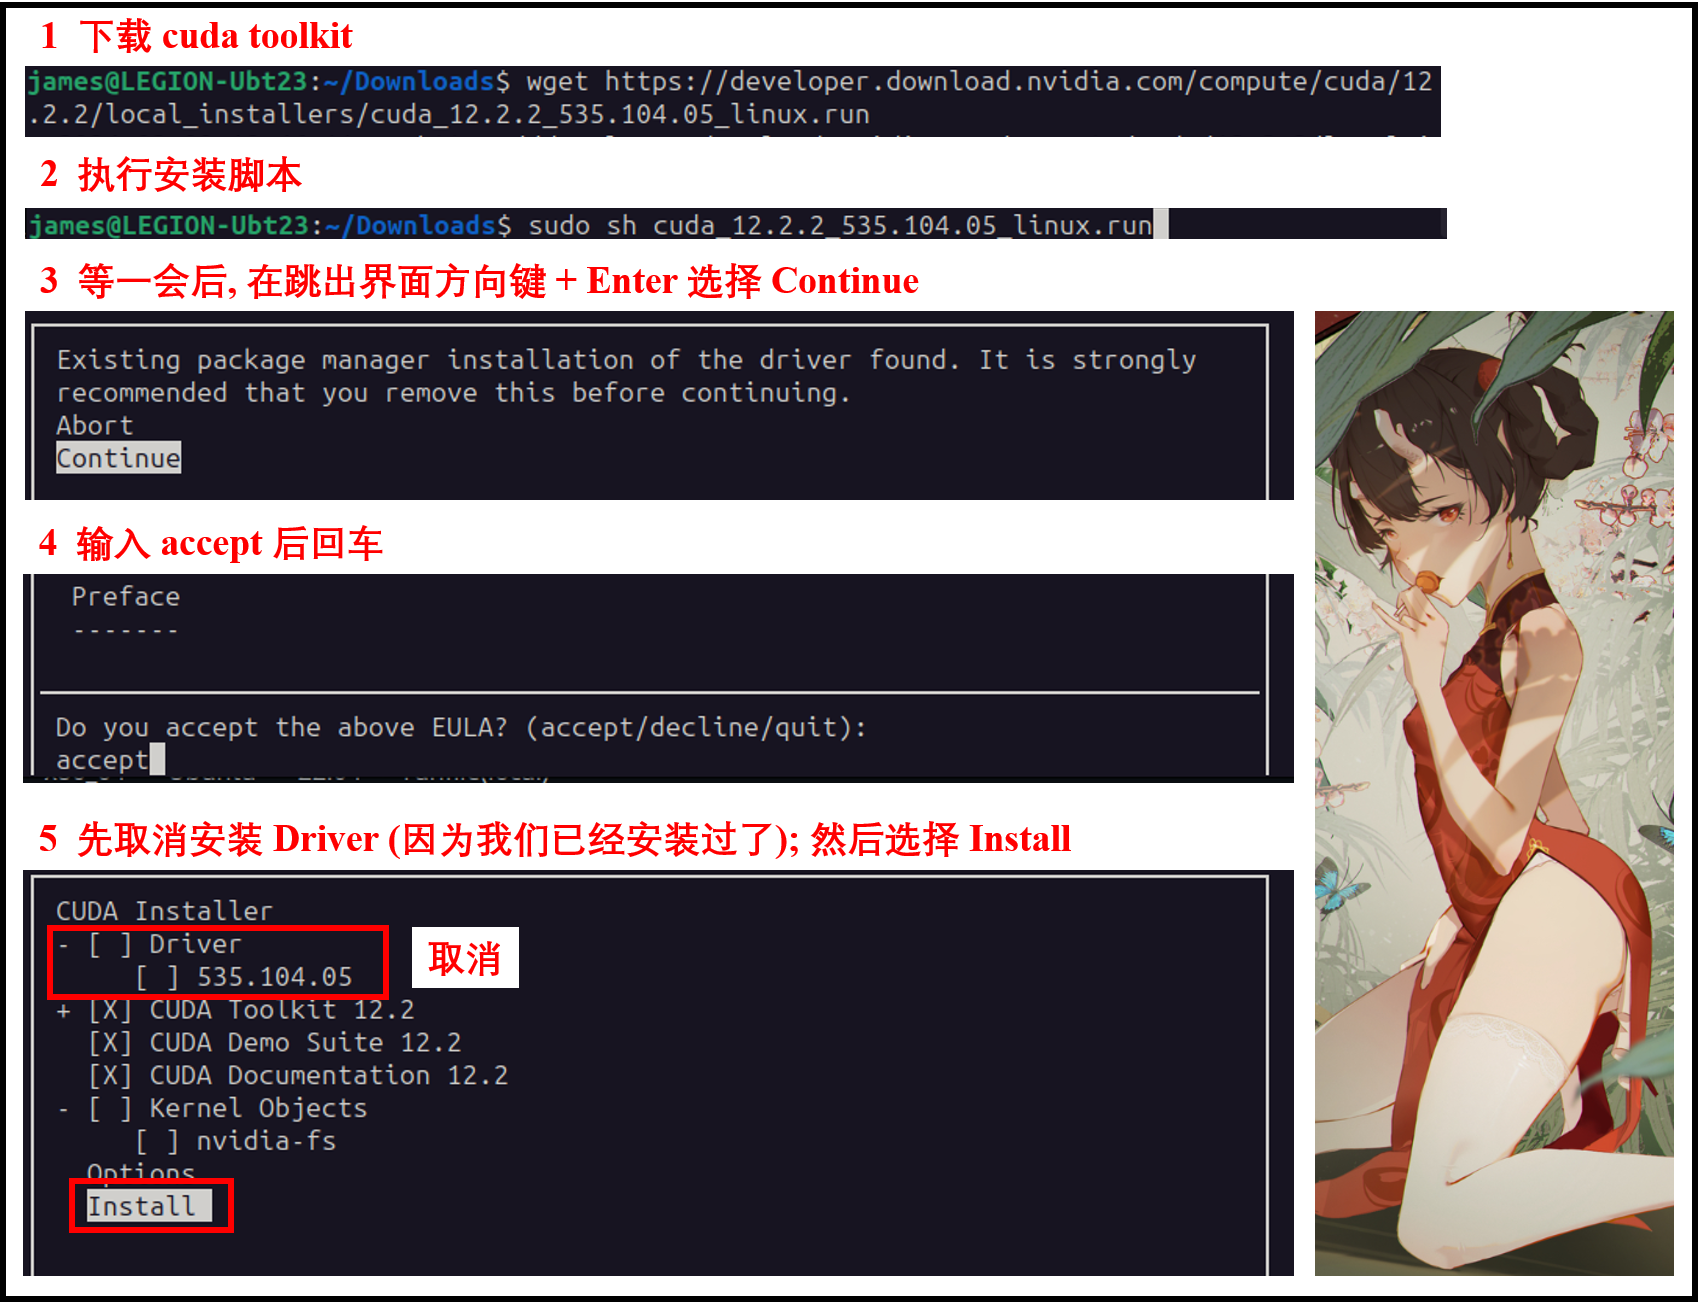 1 下载 cuda toolkit
james@LEGION-Ubt23:~/Downloads$ wget https://developer.download.nvidia.com/compute/cuda/12
.2.2/local_installers/cuda_12.2.2_535.104.05_linux.run
2 执行安装脚本
james@LEGION-Ubt23:~/Downloads$ sudo sh cuda_12.2.2_535.104.05_linux.run
3 等一会后, 在跳出界面方向键 + Enter 选择 Continue
Existing package manager installation of the driver found. It is strongly
recommended that you remove this before continuing.
Abort
Continue
4 输入 accept 后回车
Preface
-------
Do you accept the above EULA? (accept/decline/quit):
accept
5 先取消安装 Driver (因为我们已经安装过了); 然后选择 Install
CUDA Installer
- [ ] Driver
[ ] 535.104.05
取消
+ [X] CUDA Toolkit 12.2
[X] CUDA Demo Suite 12.2
[X] CUDA Documentation 12.2
- [ ] Kernel Objects
[ ] nvidia-fs
Options
Install